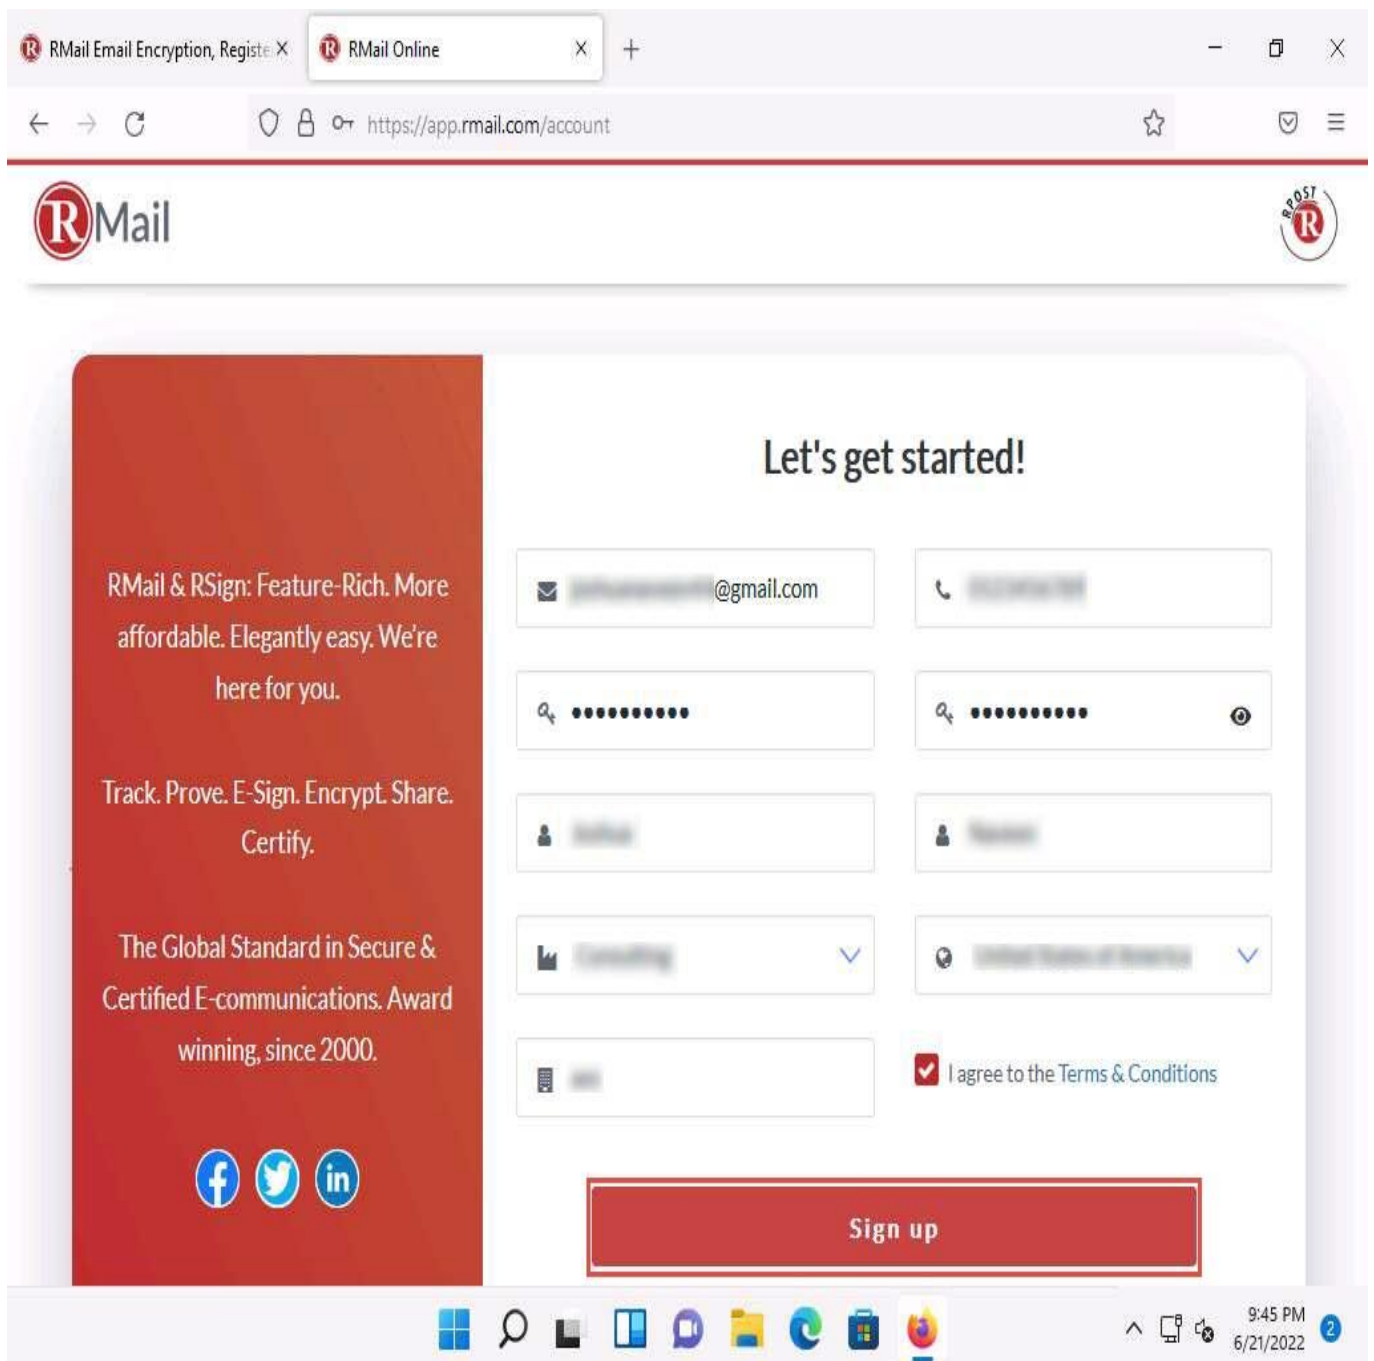 RMail Email Encryption, Registe
RMail Online
https://app.rmail.com/account
RMail
RPOST
R
Let's get started!
RMail & RSign: Feature-Rich. More
affordable. Elegantly easy. We're
here for you.
Track. Prove. E-Sign. Encrypt. Share.
Certify.
The Global Standard in Secure &
Certified E-communications. Award
winning, since 2000.
@gmail.com
I agree to the Terms & Conditions
Sign up
9:45 PM
6/21/2022
2